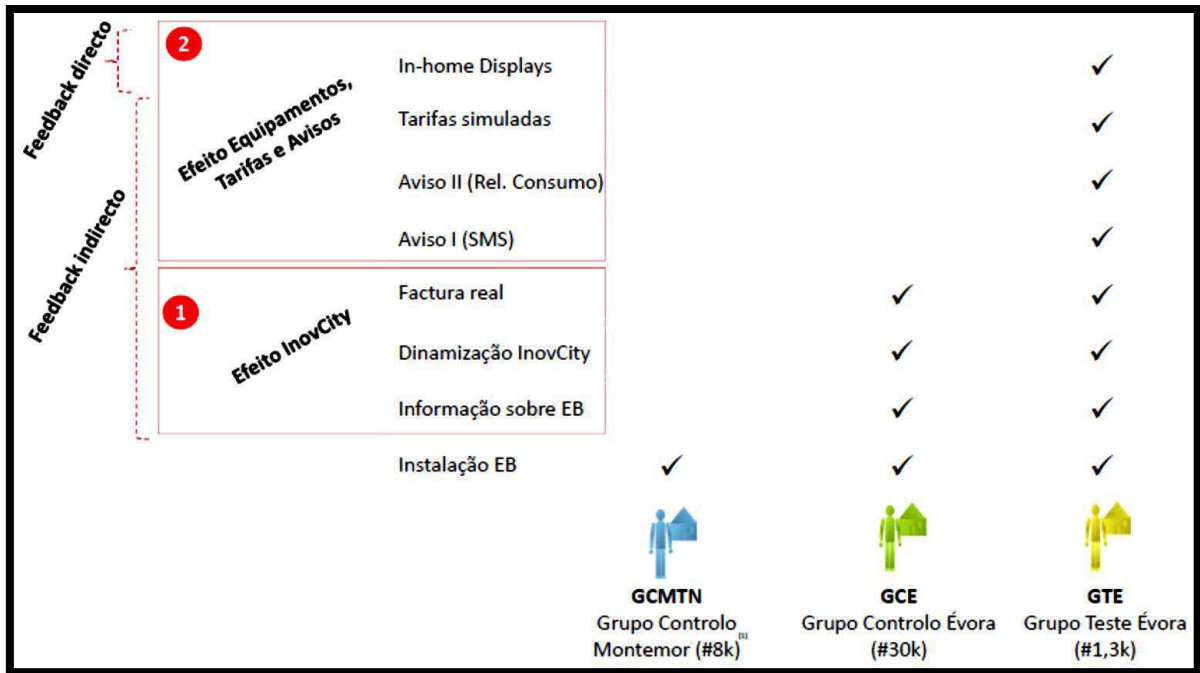 Feedback directo
2
Efeito Equipamentos,
Tarifas e Avisos
In-home Displays
✓
Tarifas simuladas
✓
Aviso II (Rel. Consumo)
✓
Aviso I (SMS)
✓
Feedback indirecto
1
Efeito InovCity
Factura real
✓ ✓
Dinamização InovCity
✓ ✓
Informação sobre EB
✓ ✓
Instalação EB
✓ ✓ ✓
GCMTN
Grupo Controlo
Montemor (#8k)[1]
GCE
Grupo Controlo Évora
(#30k)
GTE
Grupo Teste Évora
(#1,3k)